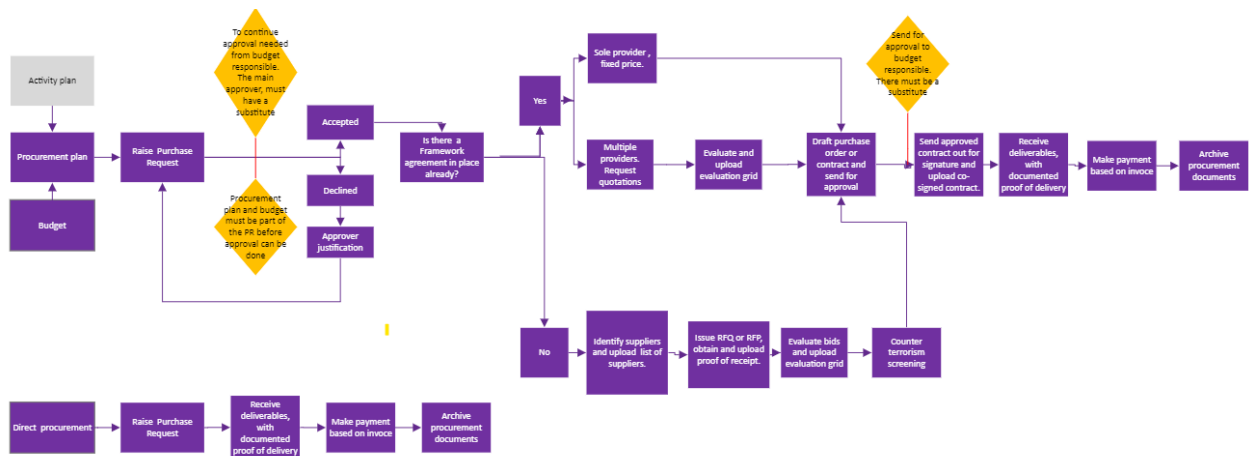 To continue
approval needed
from budget
responsible.
The main
approver, must
have a
substitute
Send for
approval to
budget
responsible.
There must be a
substitute
Activity plan
Procurement plan
Budget
Raise Purchase
Request
Procurement
plan and budget
must be part of
the PR before
approval can be
done
Accepted
Declined
Approver
justification
Is there a
Framework
agreement in place
already?
Yes
Sole provider ,
fixed price.
Multiple
providers.
Request
quotations
Evaluate and
upload
evaluation grid
Draft purchase
order or
contract and
send for
approval
Send approved
contract out for
signature and
upload co-
signed contract.
Receive
deliverables,
with
documented
proof of delivery
Make payment
based on invoce
Archive
procurement
documents
No
Identify suppliers
and upload list of
suppliers.
Issue RFQ or RFP,
obtain and upload
proof of receipt.
Evaluate bids
and upload
evaluation grid
Counter
terrorism
screening
Direct procurement
Raise Purchase
Request
Receive
deliverables,
with
documented
proof of delivery
Make payment
based on invoce
Archive
procurement
documents